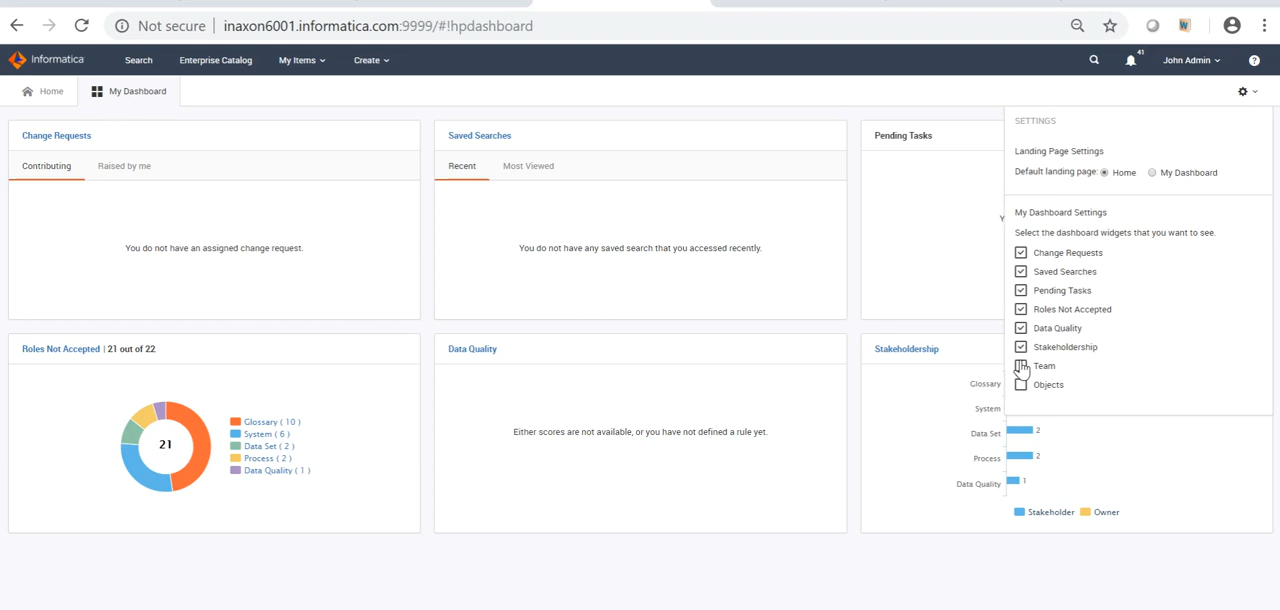 Not secure | inaxon6001.informatica.com:9999/#!hpdashboard
Informatica Search Enterprise Catalog My Items Create 41 John Admin ?
Home My Dashboard
SETTINGS
Landing Page Settings
Default landing page: Home My Dashboard
My Dashboard Settings
Select the dashboard widgets that you want to see.
Change Requests
Saved Searches
Pending Tasks
Roles Not Accepted
Data Quality
Stakeholdership
Team
Objects
Change Requests
Contributing Raised by me
You do not have an assigned change request.
Saved Searches
Recent Most Viewed
You do not have any saved search that you accessed recently.
Pending Tasks
Y
Roles Not Accepted | 21 out of 22
21
Glossary ( 10 )
System ( 6 )
Data Set ( 2 )
Process ( 2 )
Data Quality ( 1 )
Data Quality
Either scores are not available, or you have not defined a rule yet.
Stakeholdership
Glossary
System
Data Set 2
Process 2
Data Quality 1
Stakeholder Owner